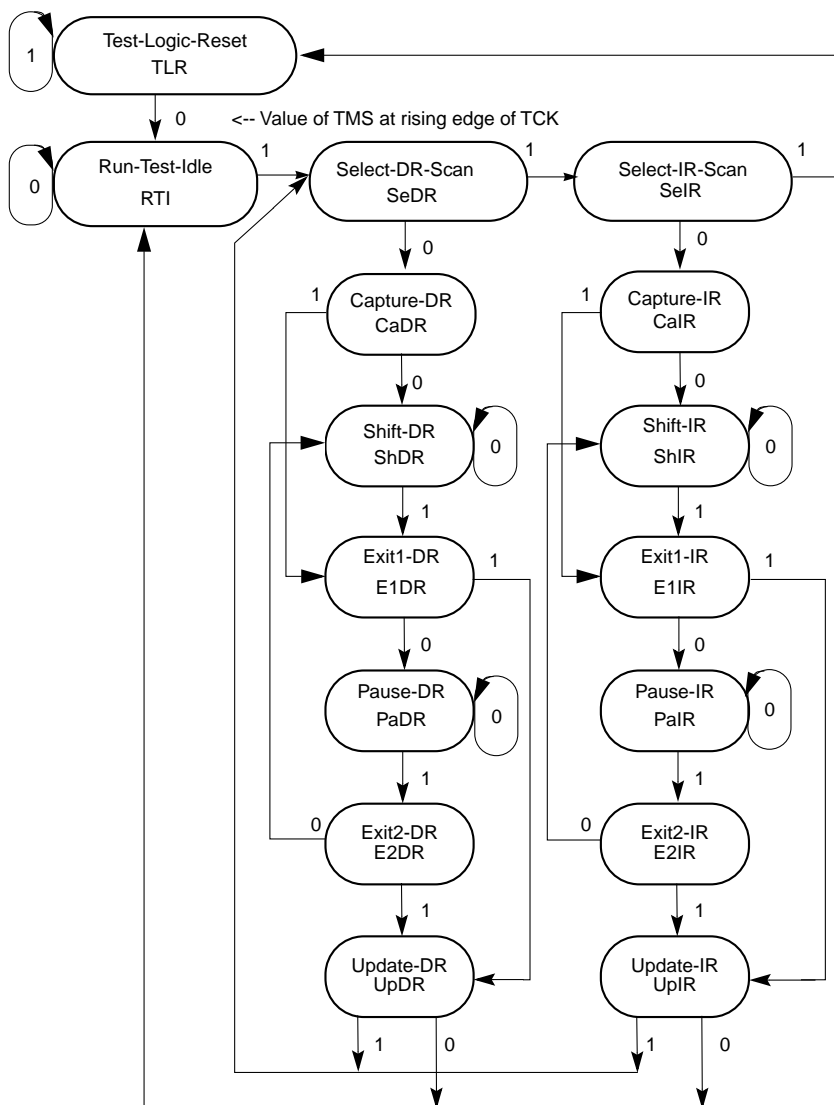 Test-Logic-Reset
TLR
1
0
<-- Value of TMS at rising edge of TCK
Run-Test-Idle
RTI
0
1
Select-DR-Scan
SeDR
1
Select-IR-Scan
SeIR
1
0
0
1
Capture-DR
CaDR
1
Capture-IR
CaIR
0
0
Shift-DR
ShDR
0
Shift-IR
ShIR
0
1
1
Exit1-DR
E1DR
1
Exit1-IR
E1IR
1
0
0
Pause-DR
PaDR
0
Pause-IR
PaIR
0
1
1
0
Exit2-DR
E2DR
0
Exit2-IR
E2IR
1
1
Update-DR
UpDR
Update-IR
UpIR
1
0
1
0